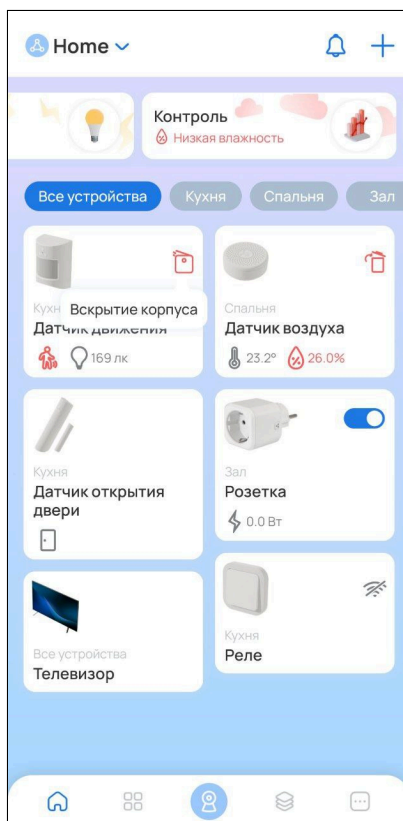 Home
Контроль
Низкая влажность
Все устройства
Кухня
Спальня
Зал
Вскрытие корпуса
Датчик движения
169 лк
Спальня
Датчик воздуха
23.2°
26.0%
Кухня
Датчик открытия
двери
Зал
Розетка
0.0 Вт
Все устройства
Телевизор
Кухня
Реле